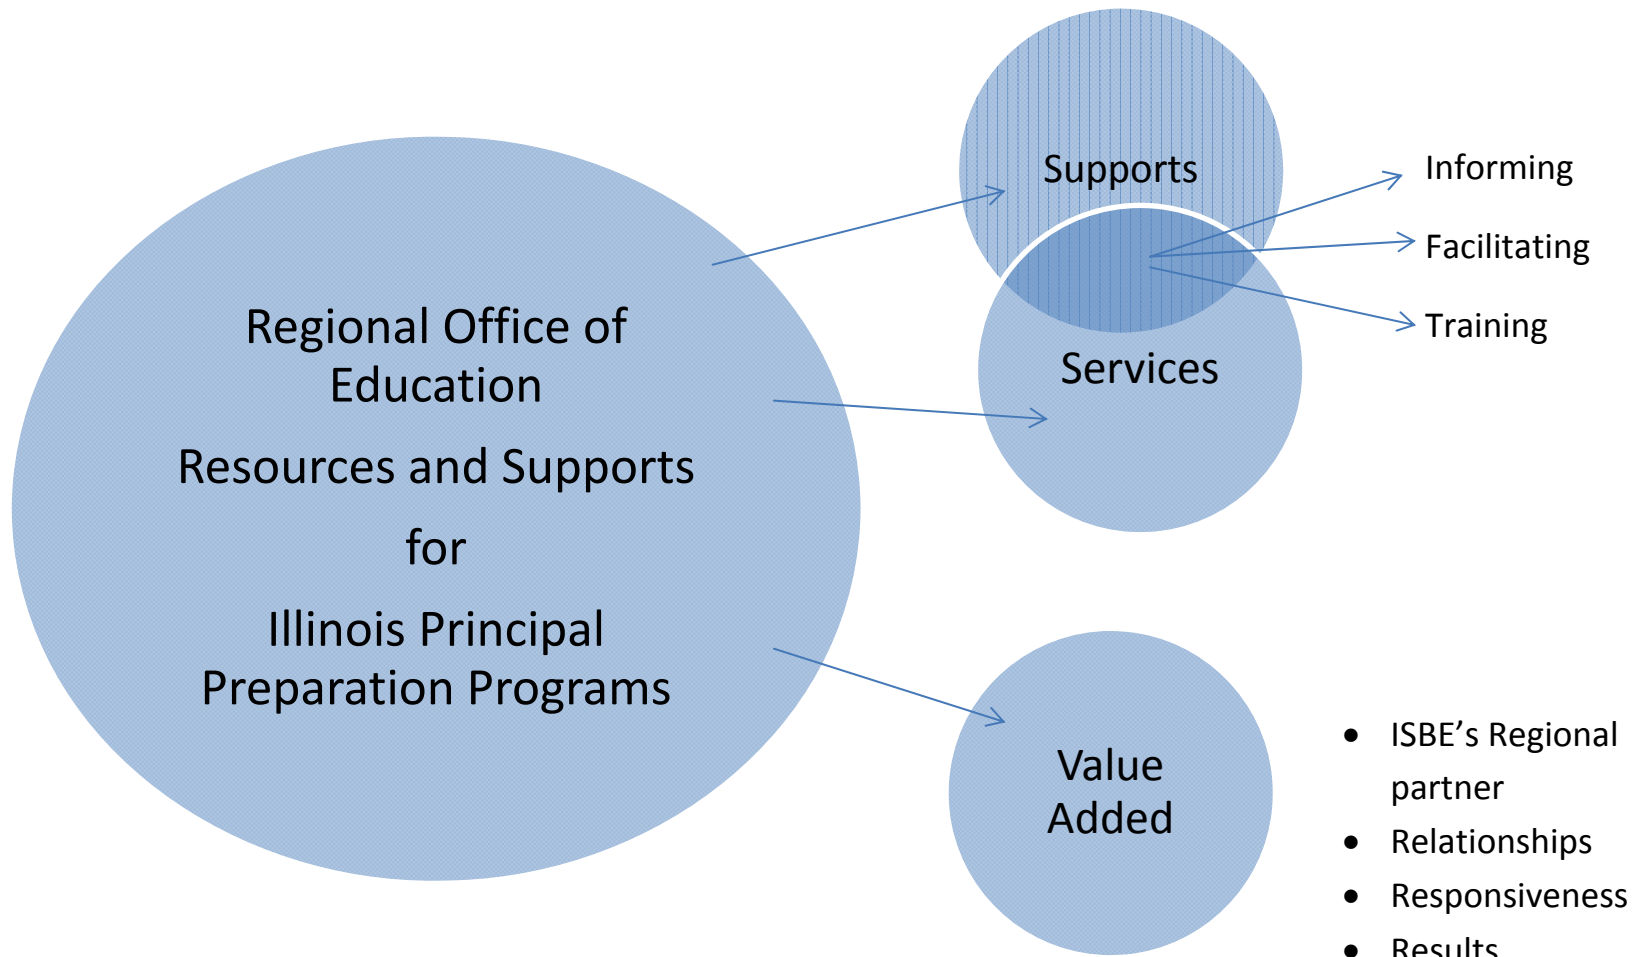 Regional Office of
Education
Resources and Supports
for
Illinois Principal
Preparation Programs
Supports
Services
Informing
Facilitating
Training
Value
Added
• ISBE’s Regional
partner
• Relationships
• Responsiveness
• Results